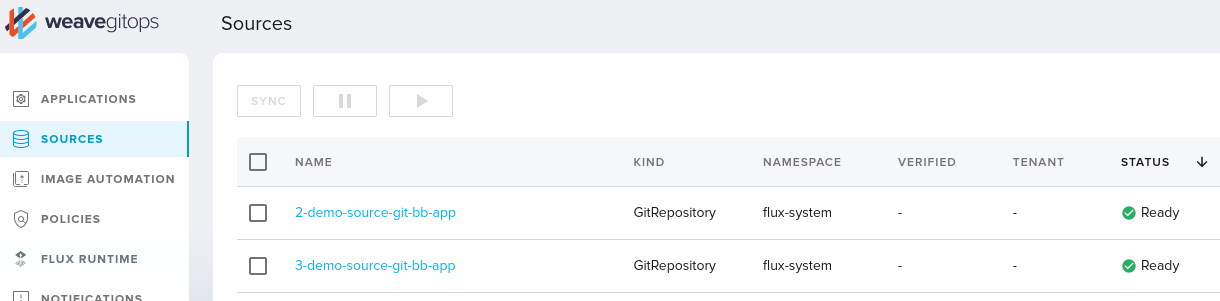 weavegitops
Sources
APPLICATIONS
SOURCES
IMAGE AUTOMATION
POLICIES
FLUX RUNTIME
NOTIFICATIONS
SYNC
NAME KIND NAMESPACE VERIFIED TENANT STATUS
2-demo-source-git-bb-app GitRepository flux-system - - Ready
3-demo-source-git-bb-app GitRepository flux-system - - Ready